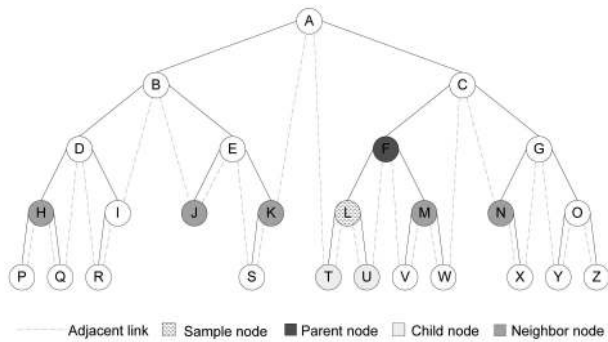 A
B C
D E F G
H I J K L M N O
P Q R S T U V W X Y Z
Adjacent link Sample node Parent node Child node Neighbor node